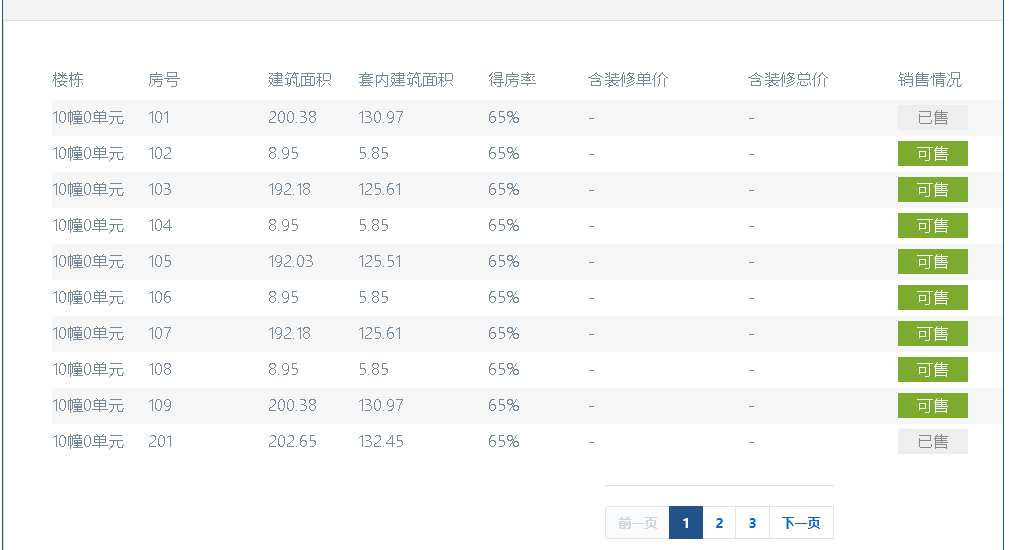 楼栋 房号 建筑面积 套内建筑面积 得房率 含装修单价 含装修总价 销售情况
10幢0单元 101 200.38 130.97 65% - - 已售
10幢0单元 102 8.95 5.85 65% - - 可售
10幢0单元 103 192.18 125.61 65% - - 可售
10幢0单元 104 8.95 5.85 65% - - 可售
10幢0单元 105 192.03 125.51 65% - - 可售
10幢0单元 106 8.95 5.85 65% - - 可售
10幢0单元 107 192.18 125.61 65% - - 可售
10幢0单元 108 8.95 5.85 65% - - 可售
10幢0单元 109 200.38 130.97 65% - - 可售
10幢0单元 201 202.65 132.45 65% - - 已售
前一页 1 2 3 下一页